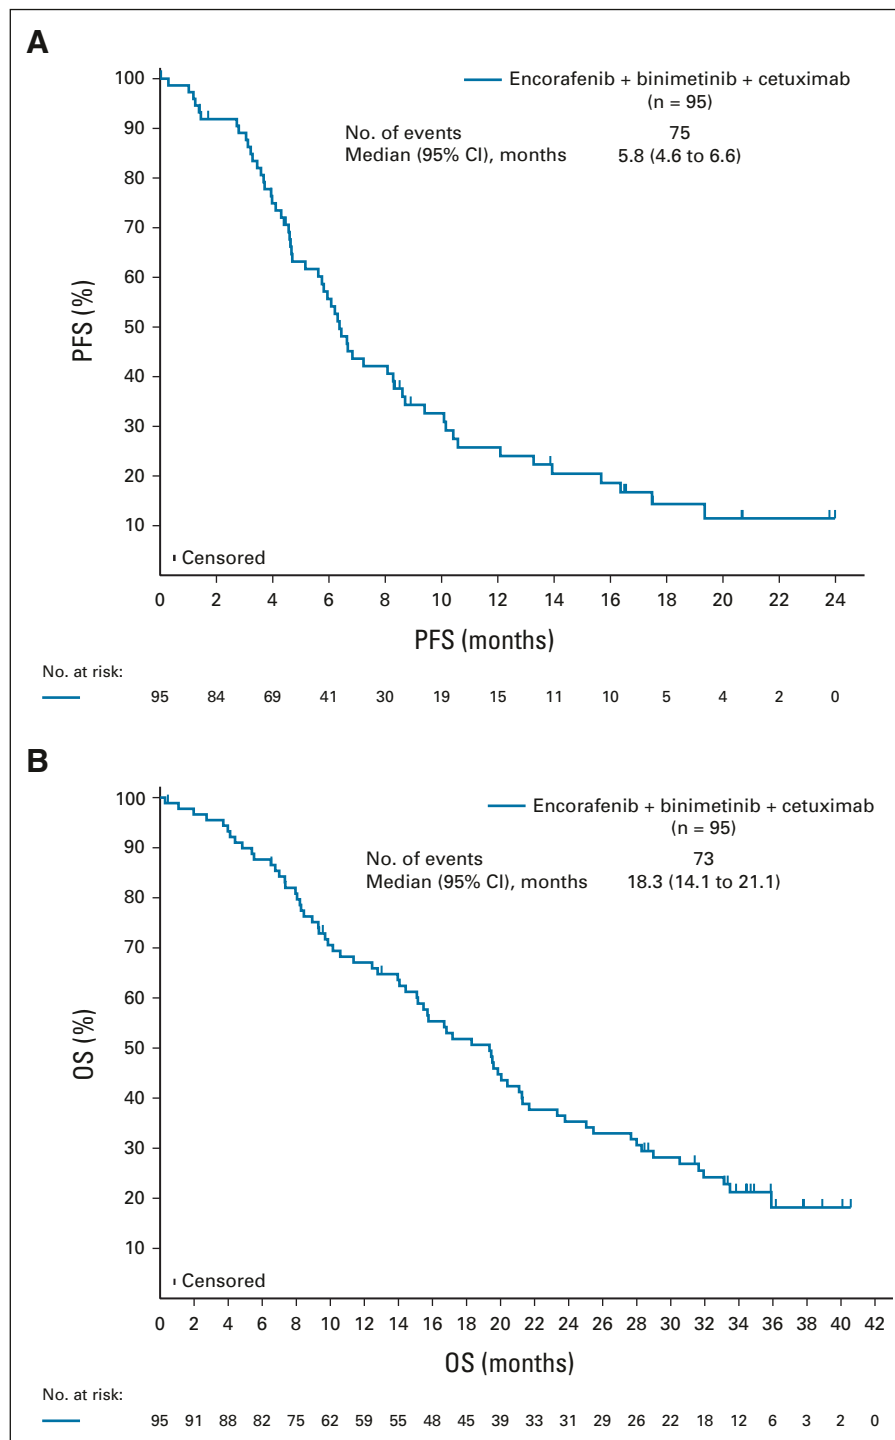 A
Encorafenib + binimetinib + cetuximab
(n = 95)
No. of events 75
Median (95% CI), months 5.8 (4.6 to 6.6)
100
90
80
70
60
50
40
30
20
10
PFS (%)
Censored
0 2 4 6 8 10 12 14 16 18 20 22 24
PFS (months)
No. at risk:
95 84 69 41 30 19 15 11 10 5 4 2 0
B
Encorafenib + binimetinib + cetuximab
(n = 95)
No. of events 73
Median (95% CI), months 18.3 (14.1 to 21.1)
100
90
80
70
60
50
40
30
20
10
OS (%)
Censored
0 2 4 6 8 10 12 14 16 18 20 22 24 26 28 30 32 34 36 38 40 42
OS (months)
No. at risk:
95 91 88 82 75 62 59 55 48 45 39 33 31 29 26 22 18 12 6 3 2 0